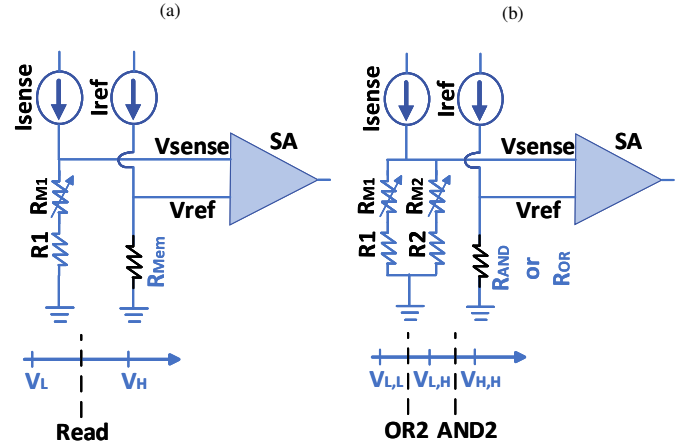 (a)
Isense
Iref
Vsense
SA
RM1
Vref
R1
RMem
VL
VH
Read
(b)
Isense
Iref
Vsense
SA
RM1
RM2
Vref
R1
R2
RAND
or
ROR
VL,L
VL,H
VH,H
OR2 AND2